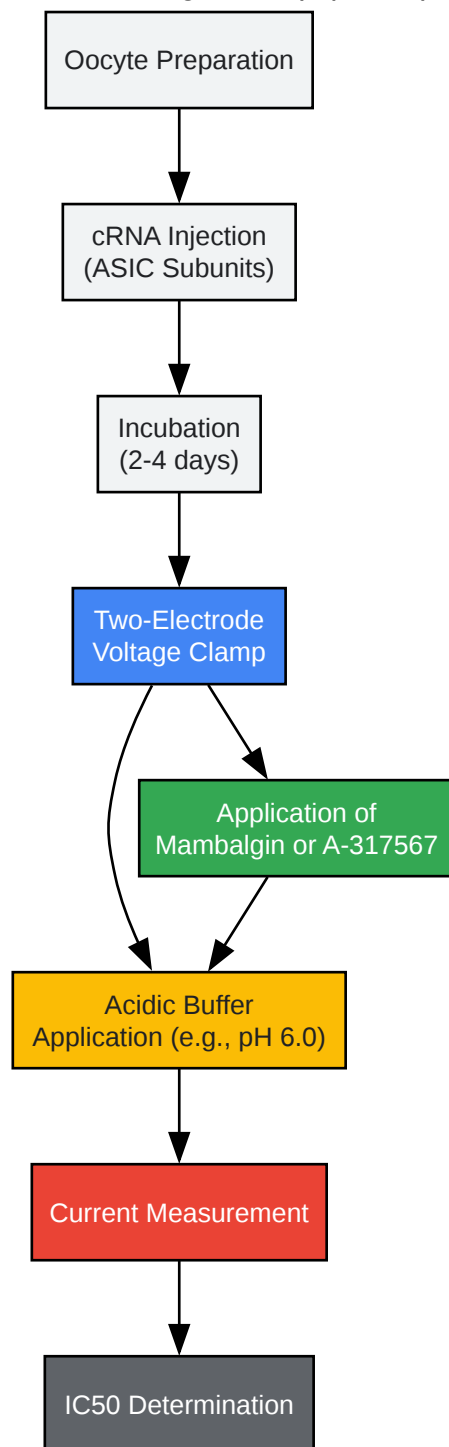 Oocyte Preparation
cRNA Injection
(ASIC Subunits)
Incubation
(2-4 days)
Two-Electrode
Voltage Clamp
Application of
Mambalgin or A-317567
Acidic Buffer
Application (e.g., pH 6.0)
Current Measurement
IC50 Determination